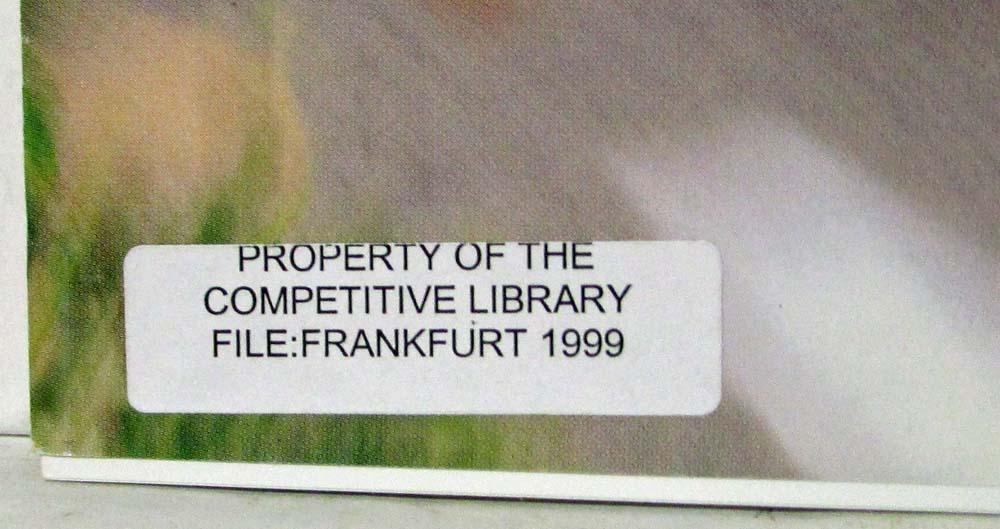 PROPERTY OF THE
COMPETITIVE LIBRARY
FILE:FRANKFURT 1999